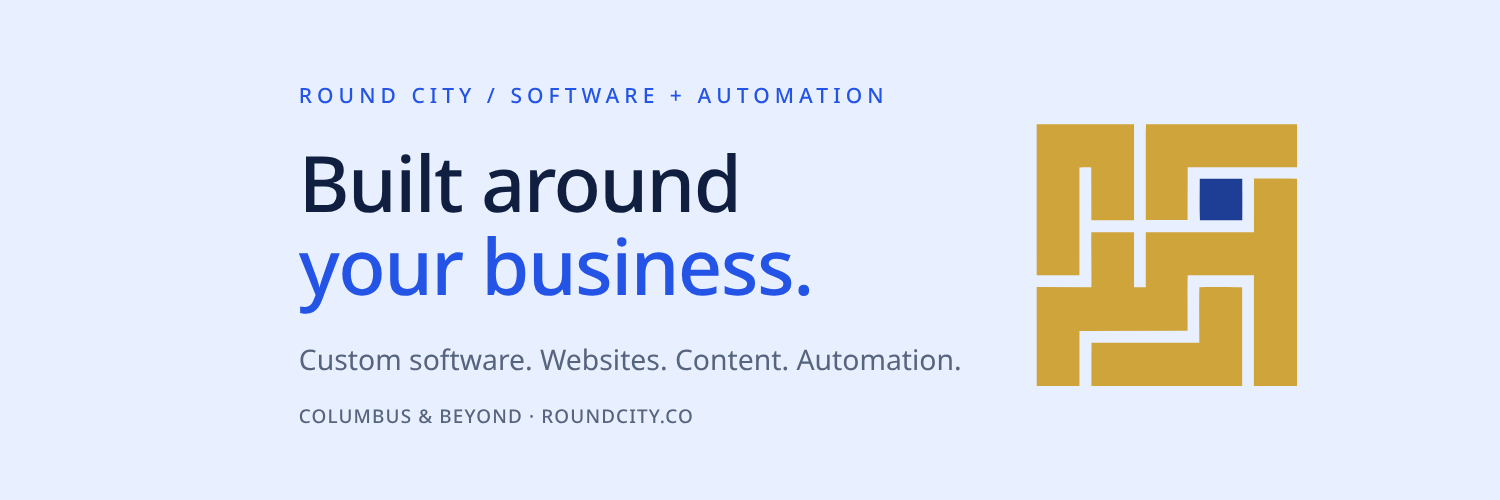 ROUND CITY / SOFTWARE + AUTOMATION
Built around
your business.
Custom software. Websites. Content. Automation.
COLUMBUS & BEYOND · ROUNDCITY.CO